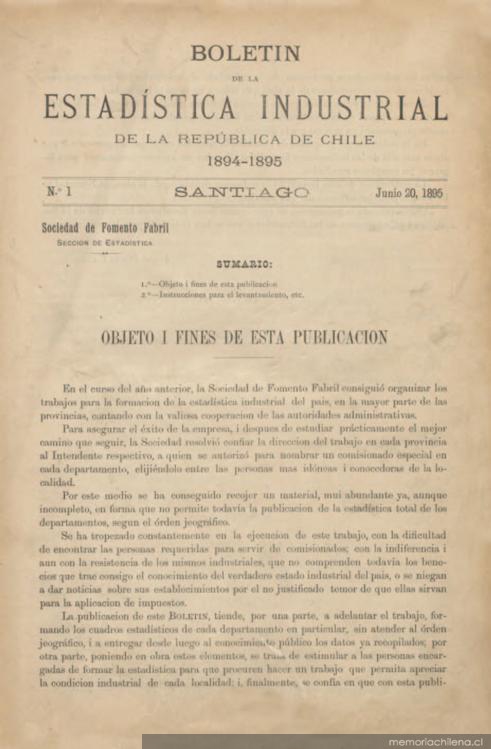 BOLETIN
DE LA
ESTADÍSTICA INDUSTRIAL
DE LA REPÚBLICA DE CHILE
1894-1895
N.º 1 SANTIAGO Junio 20, 1895
Sociedad de Fomento Fabril
SECCION DE ESTADÍSTICA
SUMARIO:
1.º—Objeto i fines de esta publicacion
2.º—Instrucciones para el levantamiento, etc.
OBJETO I FINES DE ESTA PUBLICACION
En el curso del año anterior, la Sociedad de Fomento Fabril consiguió organizar los
trabajos para la formacion de la estadística industrial del pais, en la mayor parte de las
provincias, contando con la valiosa cooperacion de las autoridades administrativas.
Para asegurar el éxito de la empresa, i despues de estudiar prácticamente el mejor
camino que seguir, la Sociedad resolvió confiar la direccion del trabajo en cada provincia
al Intendente respectivo, a quien se autorizó para nombrar un comisionado especial en
cada departamento, elijiéndolo entre las personas mas idóneas i conocedoras de la lo-
calidad.
Por este medio se ha conseguido recojer un material, mui abundante ya, aunque
incompleto, en forma que no permite todavía la publicacion de la estadística total de los
departamentos, segun el órden jeográfico.
Se ha tropezado constantemente en la ejecucion de este trabajo, con la dificultad
de encontrar las personas requeridas para servir de comisionados; con la indiferencia i
aun con la resistencia de los mismos industriales, que no comprenden todavía los bene-
cios que trae consigo el conocimiento del verdadero estado industrial del pais, o se niegan
a dar noticias sobre sus establecimientos por el no justificado temor de que ellas sirvan
para la aplicacion de impuestos.
La publicacion de este BOLETIN, tiende, por una parte, a adelantar el trabajo, for-
mando los cuadros estadísticos de cada departamento en particular, sin atender al órden
jeográfico, i a entregar desde luego al conocimiento público los datos ya recopilados; por
otra parte, poniendo en obra estos elementos, se trata de estimular a las personas encar-
gadas de formar la estadística para que procuren hacer un trabajo que permita apreciar
la condicion industrial de cada localidad; i, finalmente, se confia en que con esta publi-
memoriachilena.cl